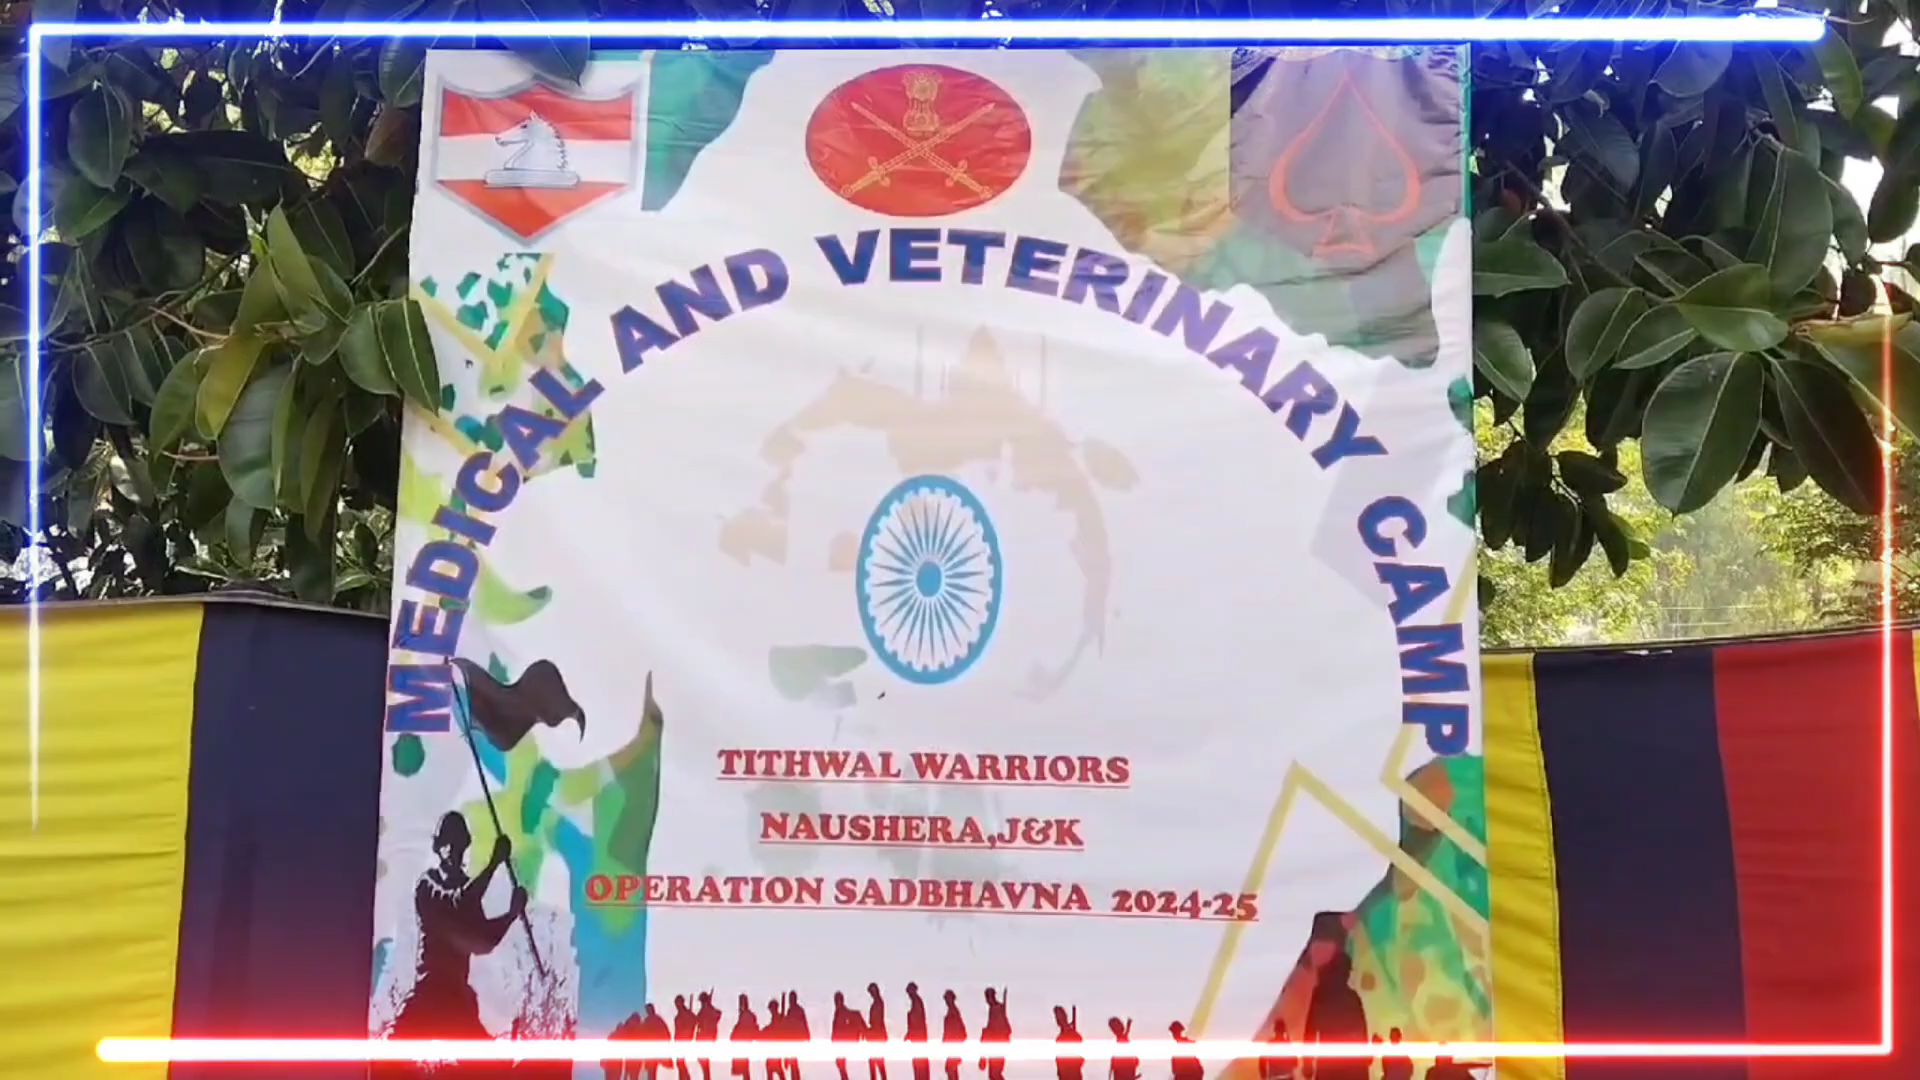 MEDICAL AND VETERINARY CAMP
TITHWAL WARRIORS
NAUSHERA,J&K
OPERATION SADBHAVNA 2024-25